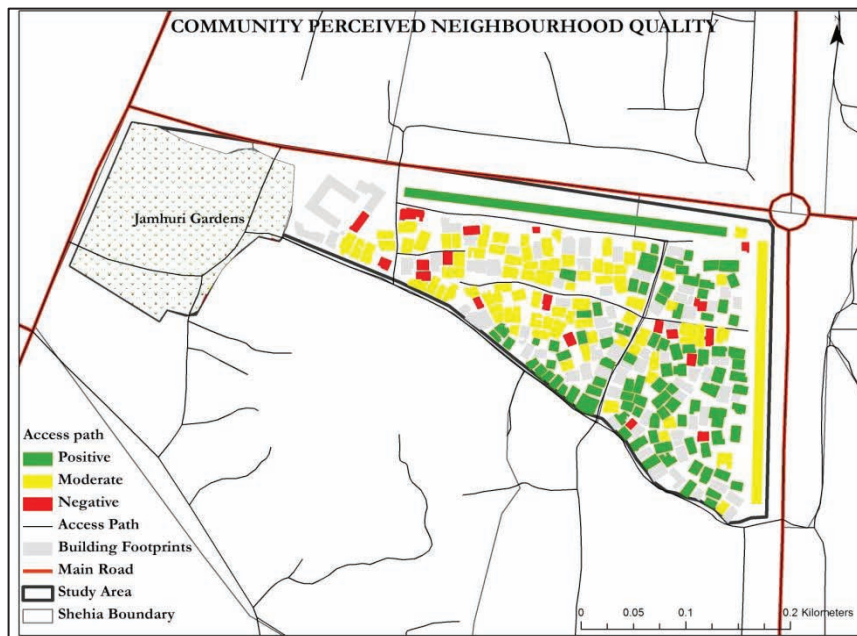 COMMUNITY PERCEIVED NEIGHBOURHOOD QUALITY
N
Jamhuri Gardens
Access path
Positive
Moderate
Negative
Access Path
Building Footprints
Main Road
Study Area
Shehia Boundary
0 0.05 0.1 0.2 Kilometers